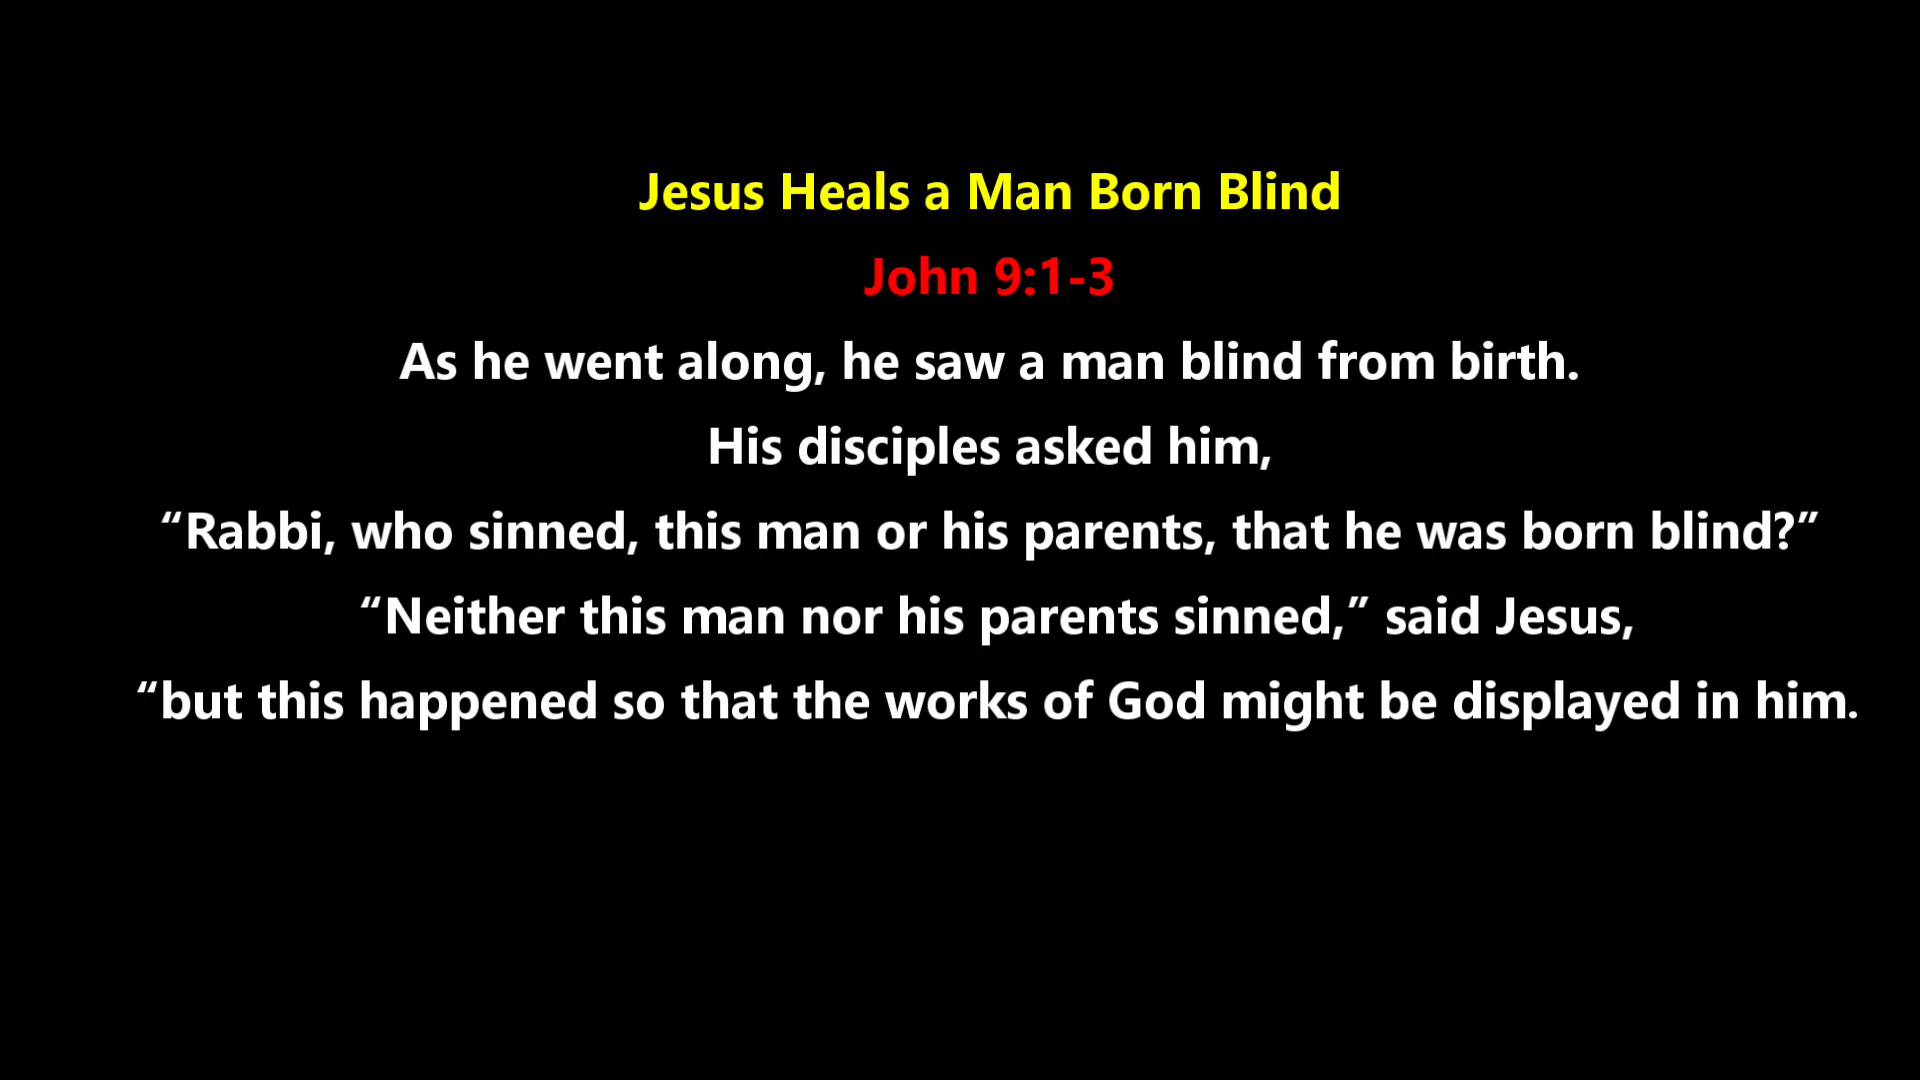 Jesus Heals a Man Born Blind
John 9:1-3
As he went along, he saw a man blind from birth.
His disciples asked him,
“Rabbi, who sinned, this man or his parents, that he was born blind?”
“Neither this man nor his parents sinned,” said Jesus,
“but this happened so that the works of God might be displayed in him.